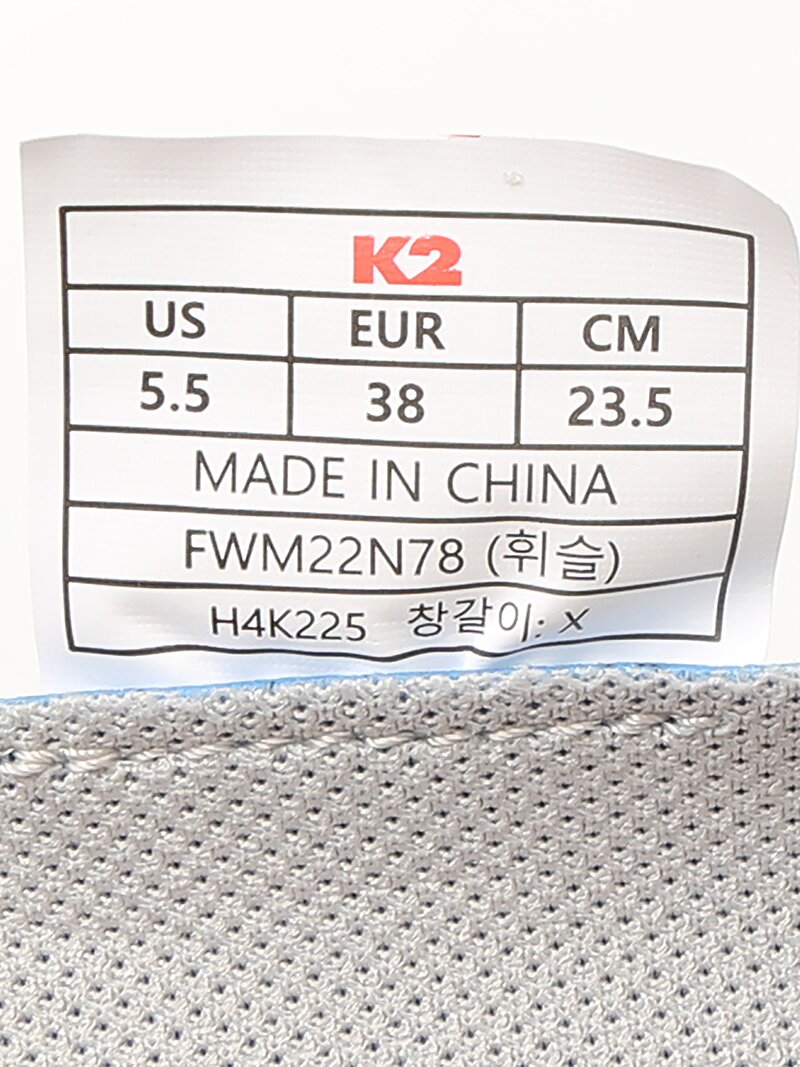 K2
US EUR CM
5.5 38 23.5
MADE IN CHINA
FWM22N78 (휘슬)
H4K225 창갈이: X